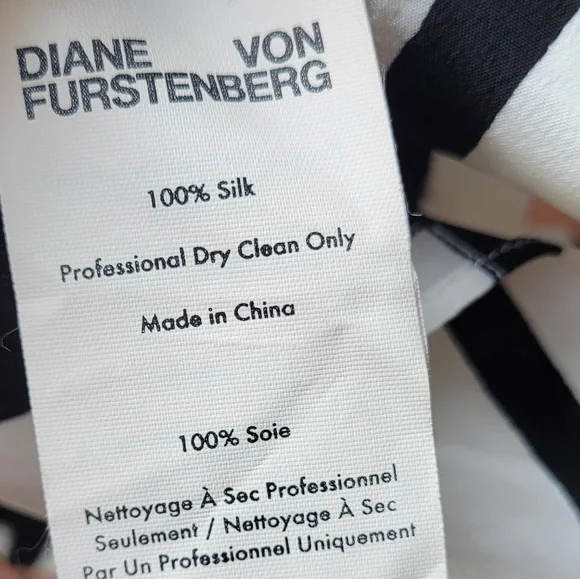 DIANE VON
FURSTENBERG
100% Silk
Professional Dry Clean Only
Made in China
100% Soie
Nettoyage À Sec Professionnel
Seulement / Nettoyage À Sec
Par Un Professionnel Uniquement